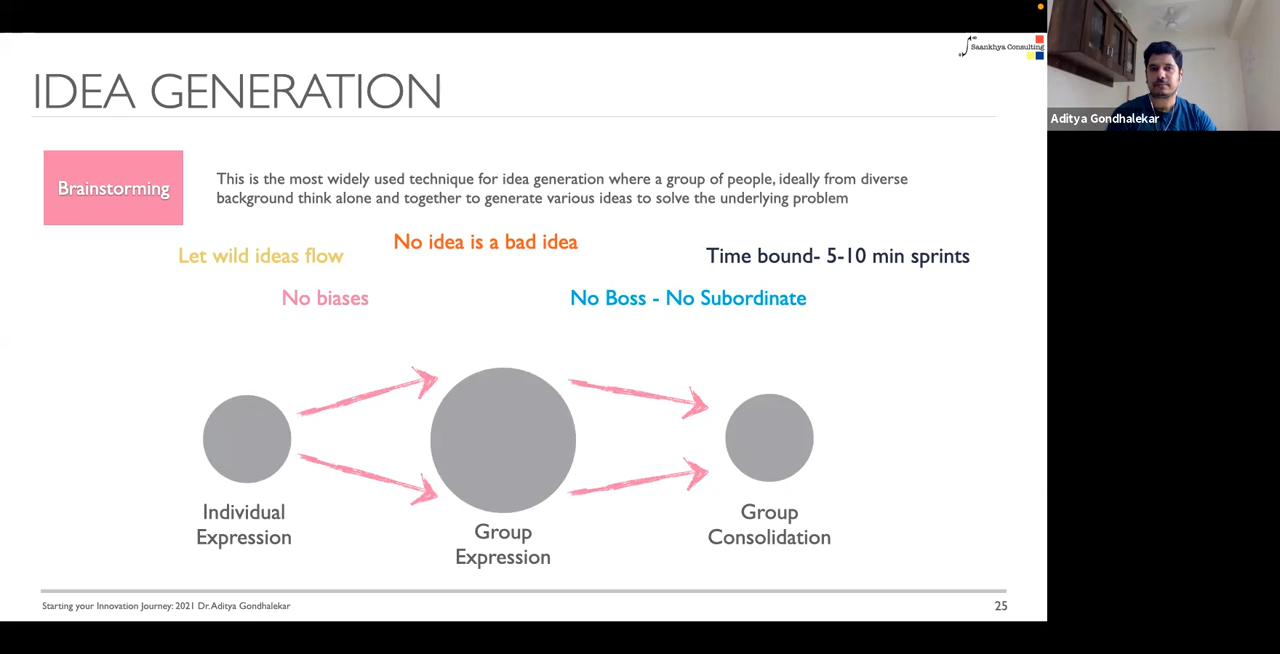 Saankhya Consulting
IDEA GENERATION
Aditya Gondhalekar
Brainstorming
This is the most widely used technique for idea generation where a group of people, ideally from diverse
background think alone and together to generate various ideas to solve the underlying problem
No idea is a bad idea
Let wild ideas flow
Time bound- 5-10 min sprints
No biases
No Boss - No Subordinate
Individual
Expression
Group
Expression
Group
Consolidation
Starting your Innovation Journey: 2021 Dr. Aditya Gondhalekar
25